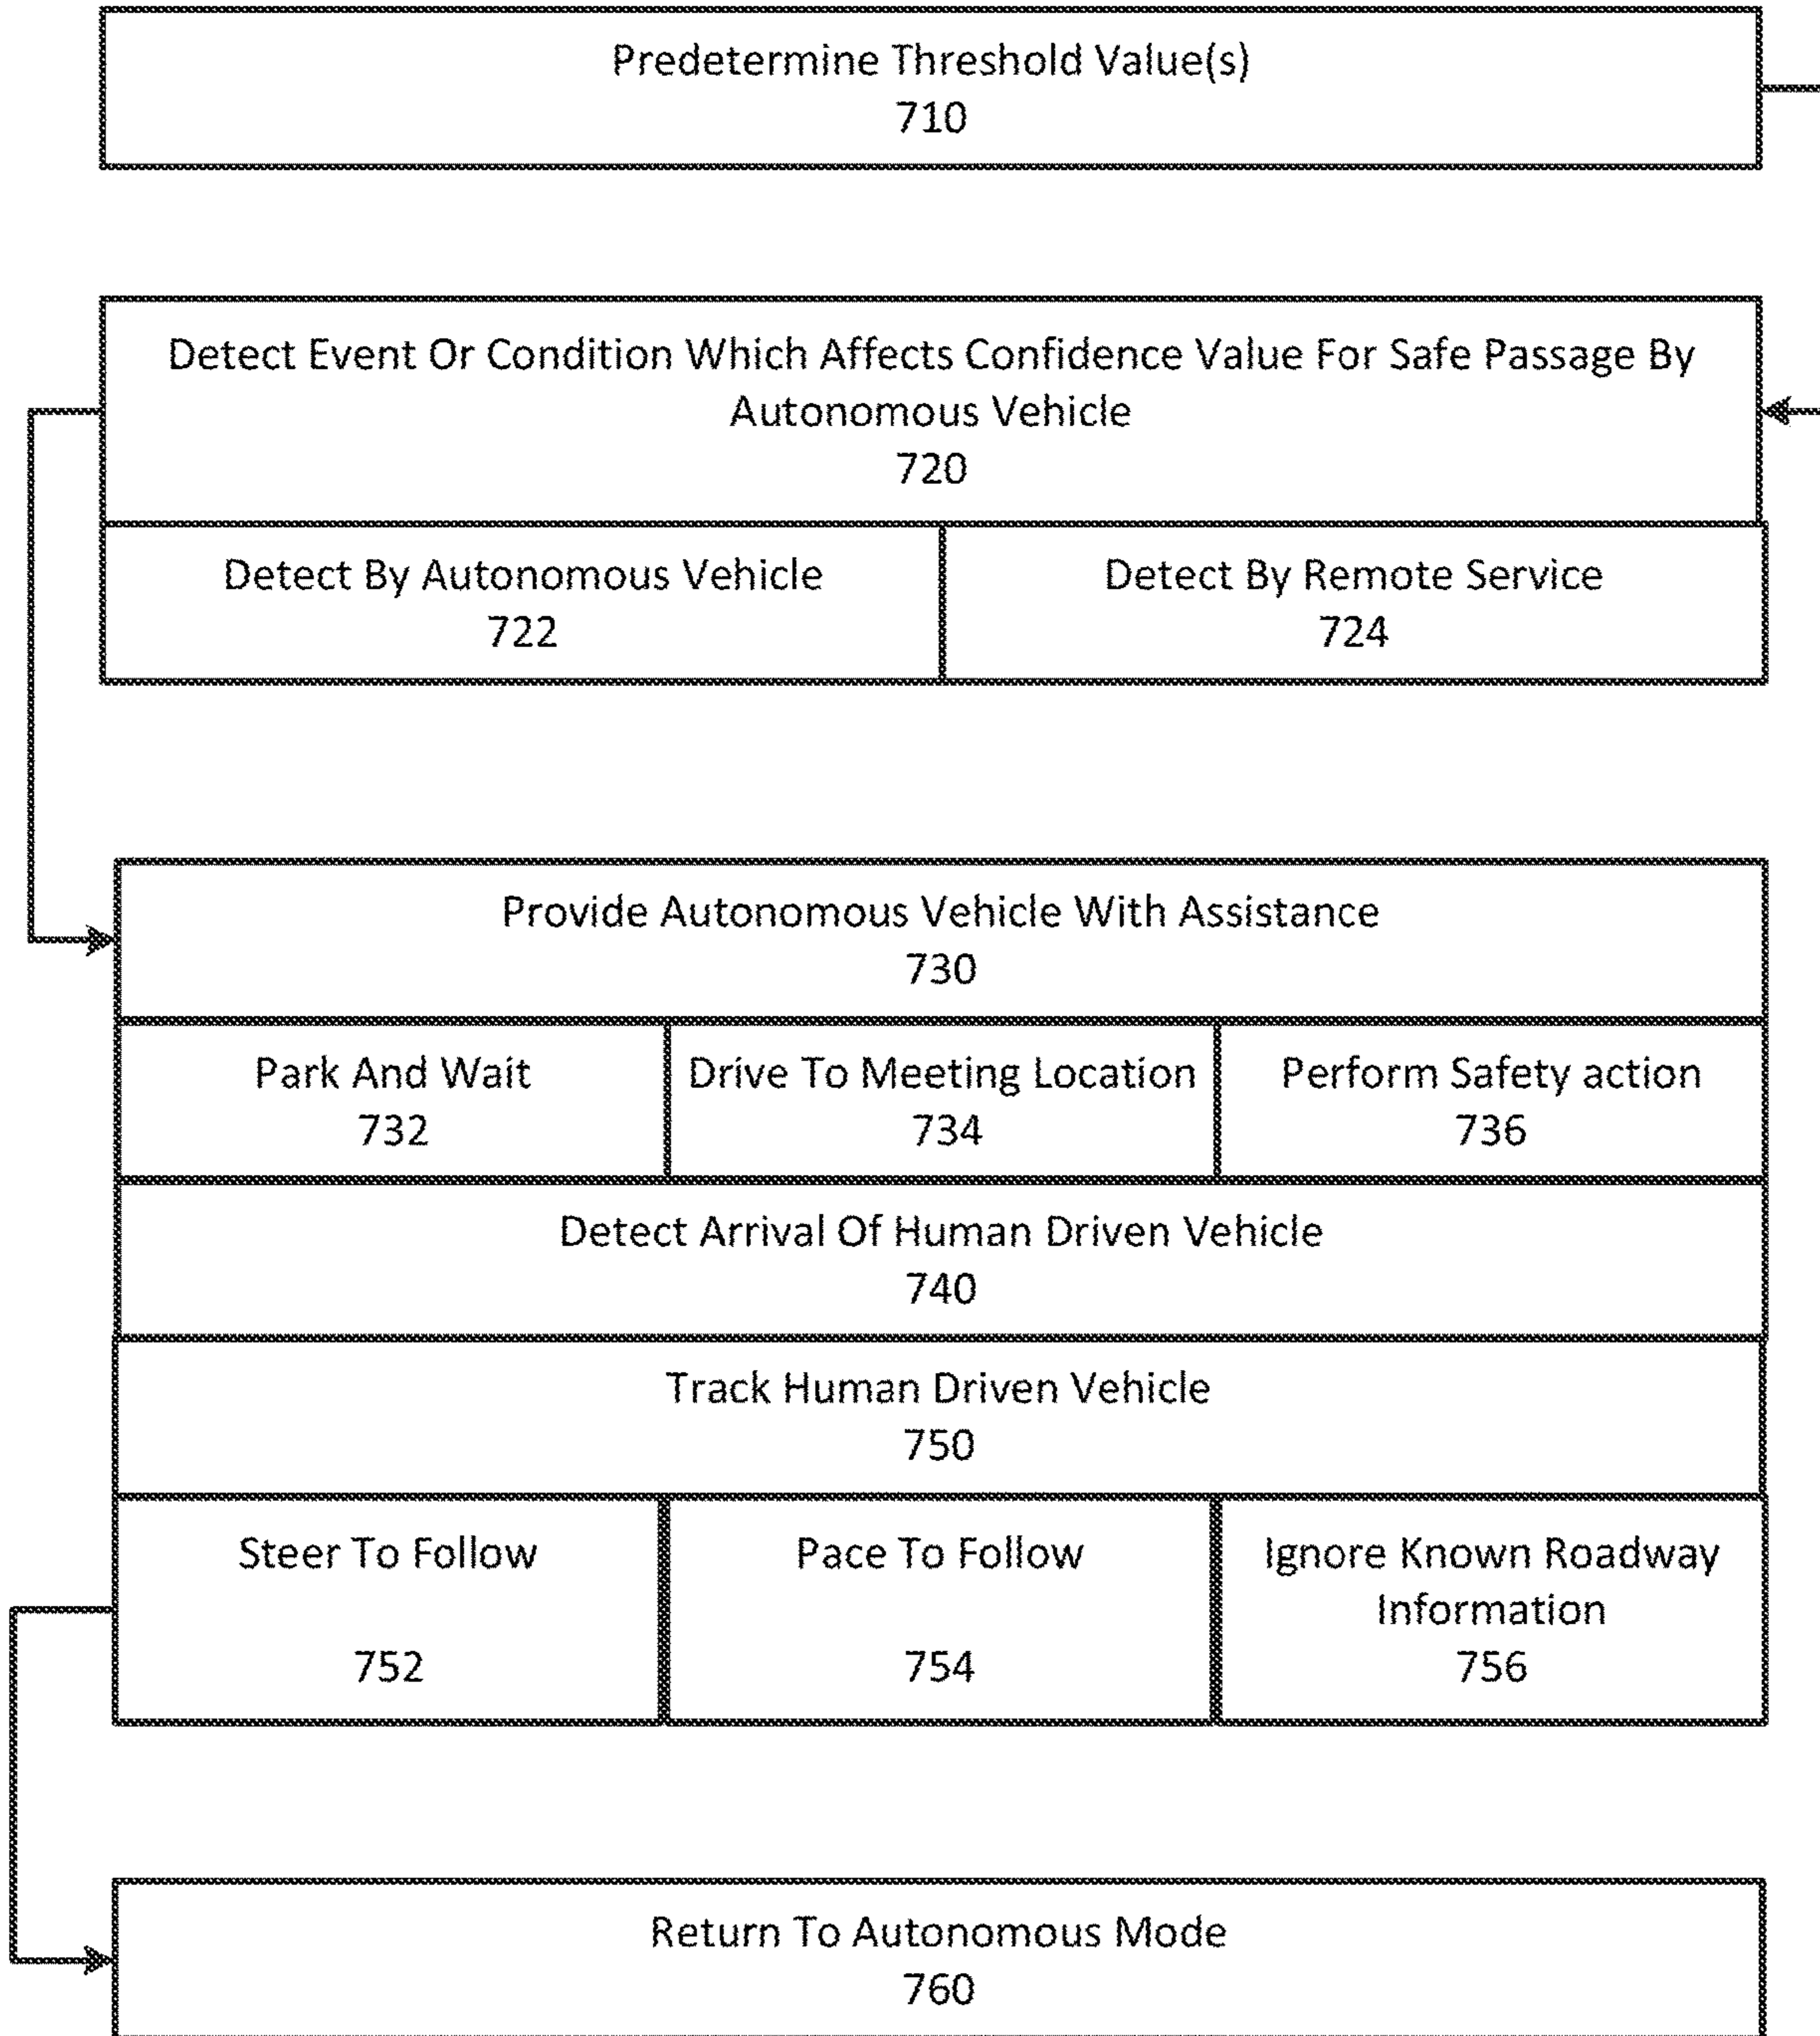 Predetermine Threshold Value(s)
710
Detect Event Or Condition Which Affects Confidence Value For Safe Passage By
Autonomous Vehicle
720
Detect By Autonomous Vehicle
722
Detect By Remote Service
724
Provide Autonomous Vehicle With Assistance
730
Park And Wait
732
Drive To Meeting Location
734
Perform Safety action
736
Detect Arrival Of Human Driven Vehicle
740
Track Human Driven Vehicle
750
Steer To Follow
752
Pace To Follow
754
Ignore Known Roadway
Information
756
Return To Autonomous Mode
760